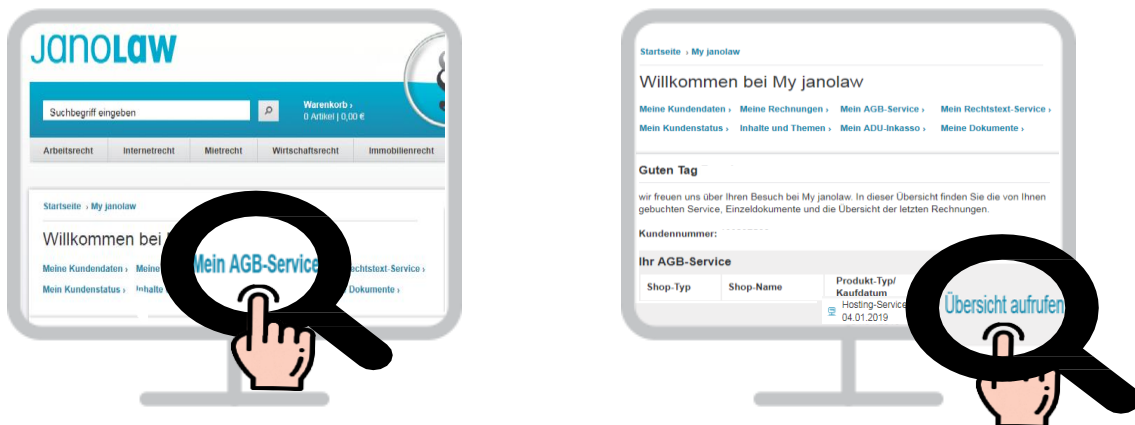 JANOLAW
Suchbegriff eingeben
Warenkorb ›
0 Artikel | 0,00 €
Arbeitsrecht Internetrecht Mietrecht Wirtschaftsrecht Immobilienrecht
Startseite › My janolaw
Willkommen bei
Mein AGB-Service
Meine Kundendaten › Meine echtstext-Service ›
Mein Kundenstatus › Inhalte Dokumente ›
Startseite › My janolaw
Willkommen bei My janolaw
Meine Kundendaten › Meine Rechnungen › Mein AGB-Service › Mein Rechtstext-Service ›
Mein Kundenstatus › Inhalte und Themen › Mein ADU-Inkasso › Meine Dokumente ›
Guten Tag
wir freuen uns über Ihren Besuch bei My janolaw. In dieser Übersicht finden Sie die von Ihnen
gebuchten Service, Einzeldokumente und die Übersicht der letzten Rechnungen.
Kundennummer:
Ihr AGB-Service
Shop-Typ Shop-Name Produkt-Typ/
Kaufdatum
Hosting-Service
04.01.2019
Übersicht aufrufen